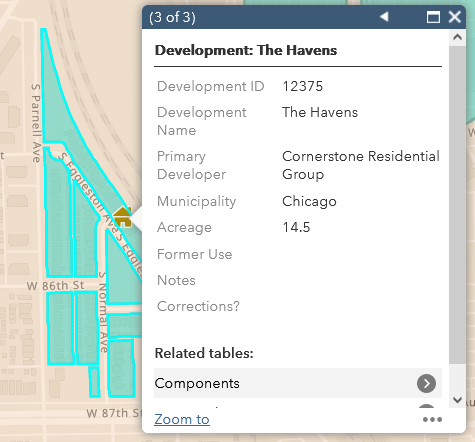 (3 of 3)
Development: The Havens
Development ID 12375
Development Name The Havens
Primary Developer Cornerstone Residential Group
Municipality Chicago
Acreage 14.5
Former Use
Notes
Corrections?
Related tables:
Components
Zoom to
S Parnell Ave
S Eggleston Ave
S Eggles
W 86th St
S Normal Ave
W 87th St
Au